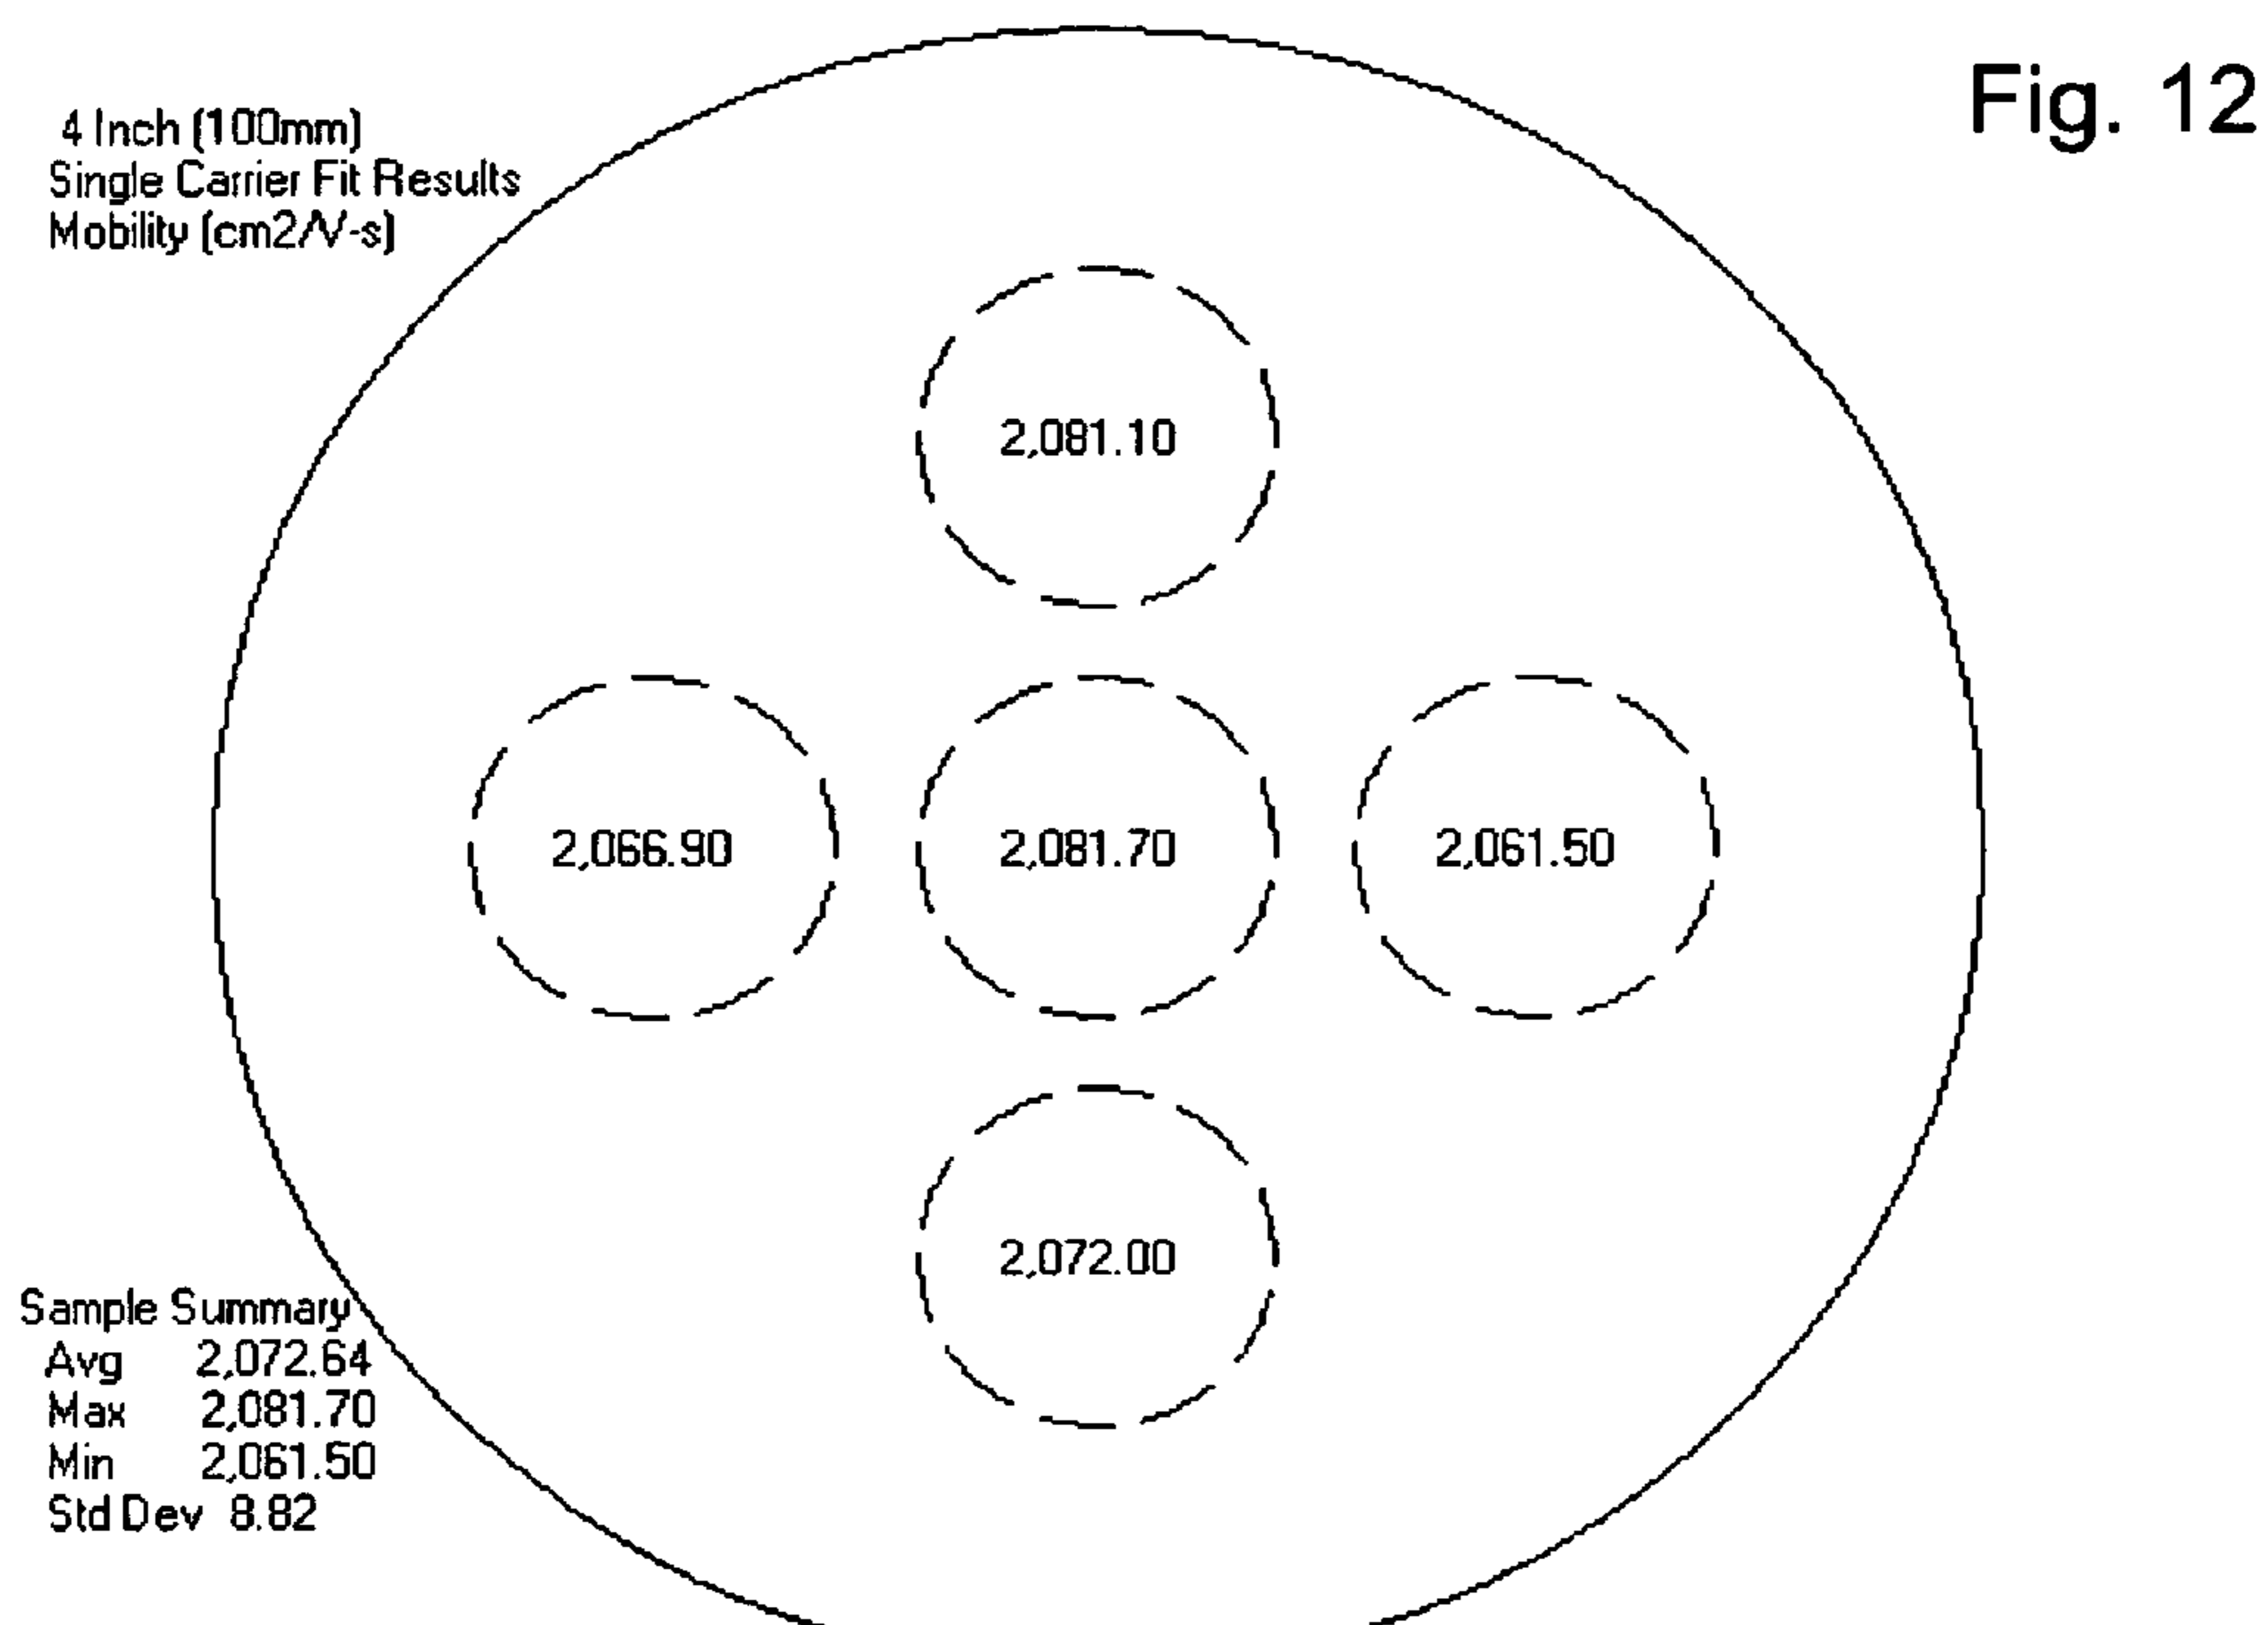 Fig. 12
4 Inch (100mm)
Single Carrier Fit Results
Mobility (cm2/V-s)
2,081.10
2,066.90 2,081.70 2,061.50
2,072.00
Sample Summary
Avg 2,072.64
Max 2,081.70
Min 2,061.50
Std Dev 8.82